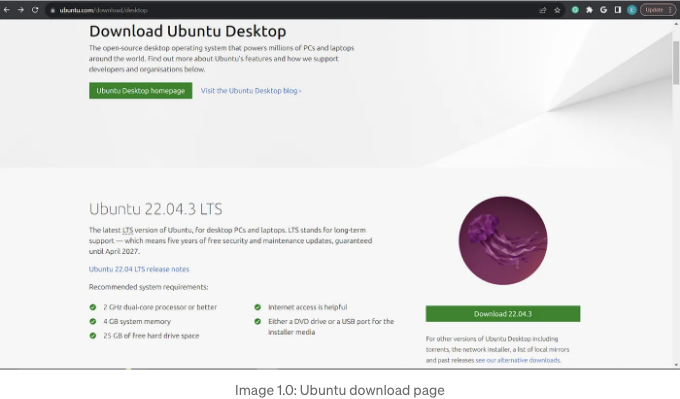 ubuntu.com/download/desktop
Update
Download Ubuntu Desktop
The open-source desktop operating system that powers millions of PCs and laptops
around the world. Find out more about Ubuntu's features and how we support
developers and organisations below.
Ubuntu Desktop homepage
Visit the Ubuntu Desktop blog ›
Ubuntu 22.04.3 LTS
The latest LTS version of Ubuntu, for desktop PCs and laptops. LTS stands for long-term
support — which means five years of free security and maintenance updates, guaranteed
until April 2027.
Ubuntu 22.04 LTS release notes
Recommended system requirements:
2 GHz dual-core processor or better
4 GB system memory
25 GB of free hard drive space
Internet access is helpful
Either a DVD drive or a USB port for the
installer media
Download 22.04.3
For other versions of Ubuntu Desktop including
torrents, the network installer, a list of local mirrors
and past releases see our alternative downloads.
Image 1.0: Ubuntu download page